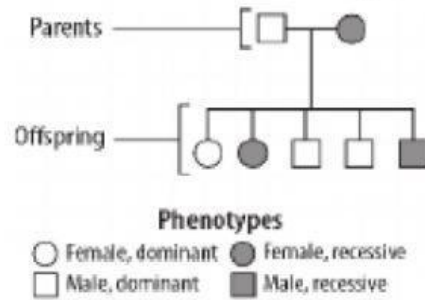 Parents
Offspring
Phenotypes
Female, dominant Female, recessive
Male, dominant Male, recessive